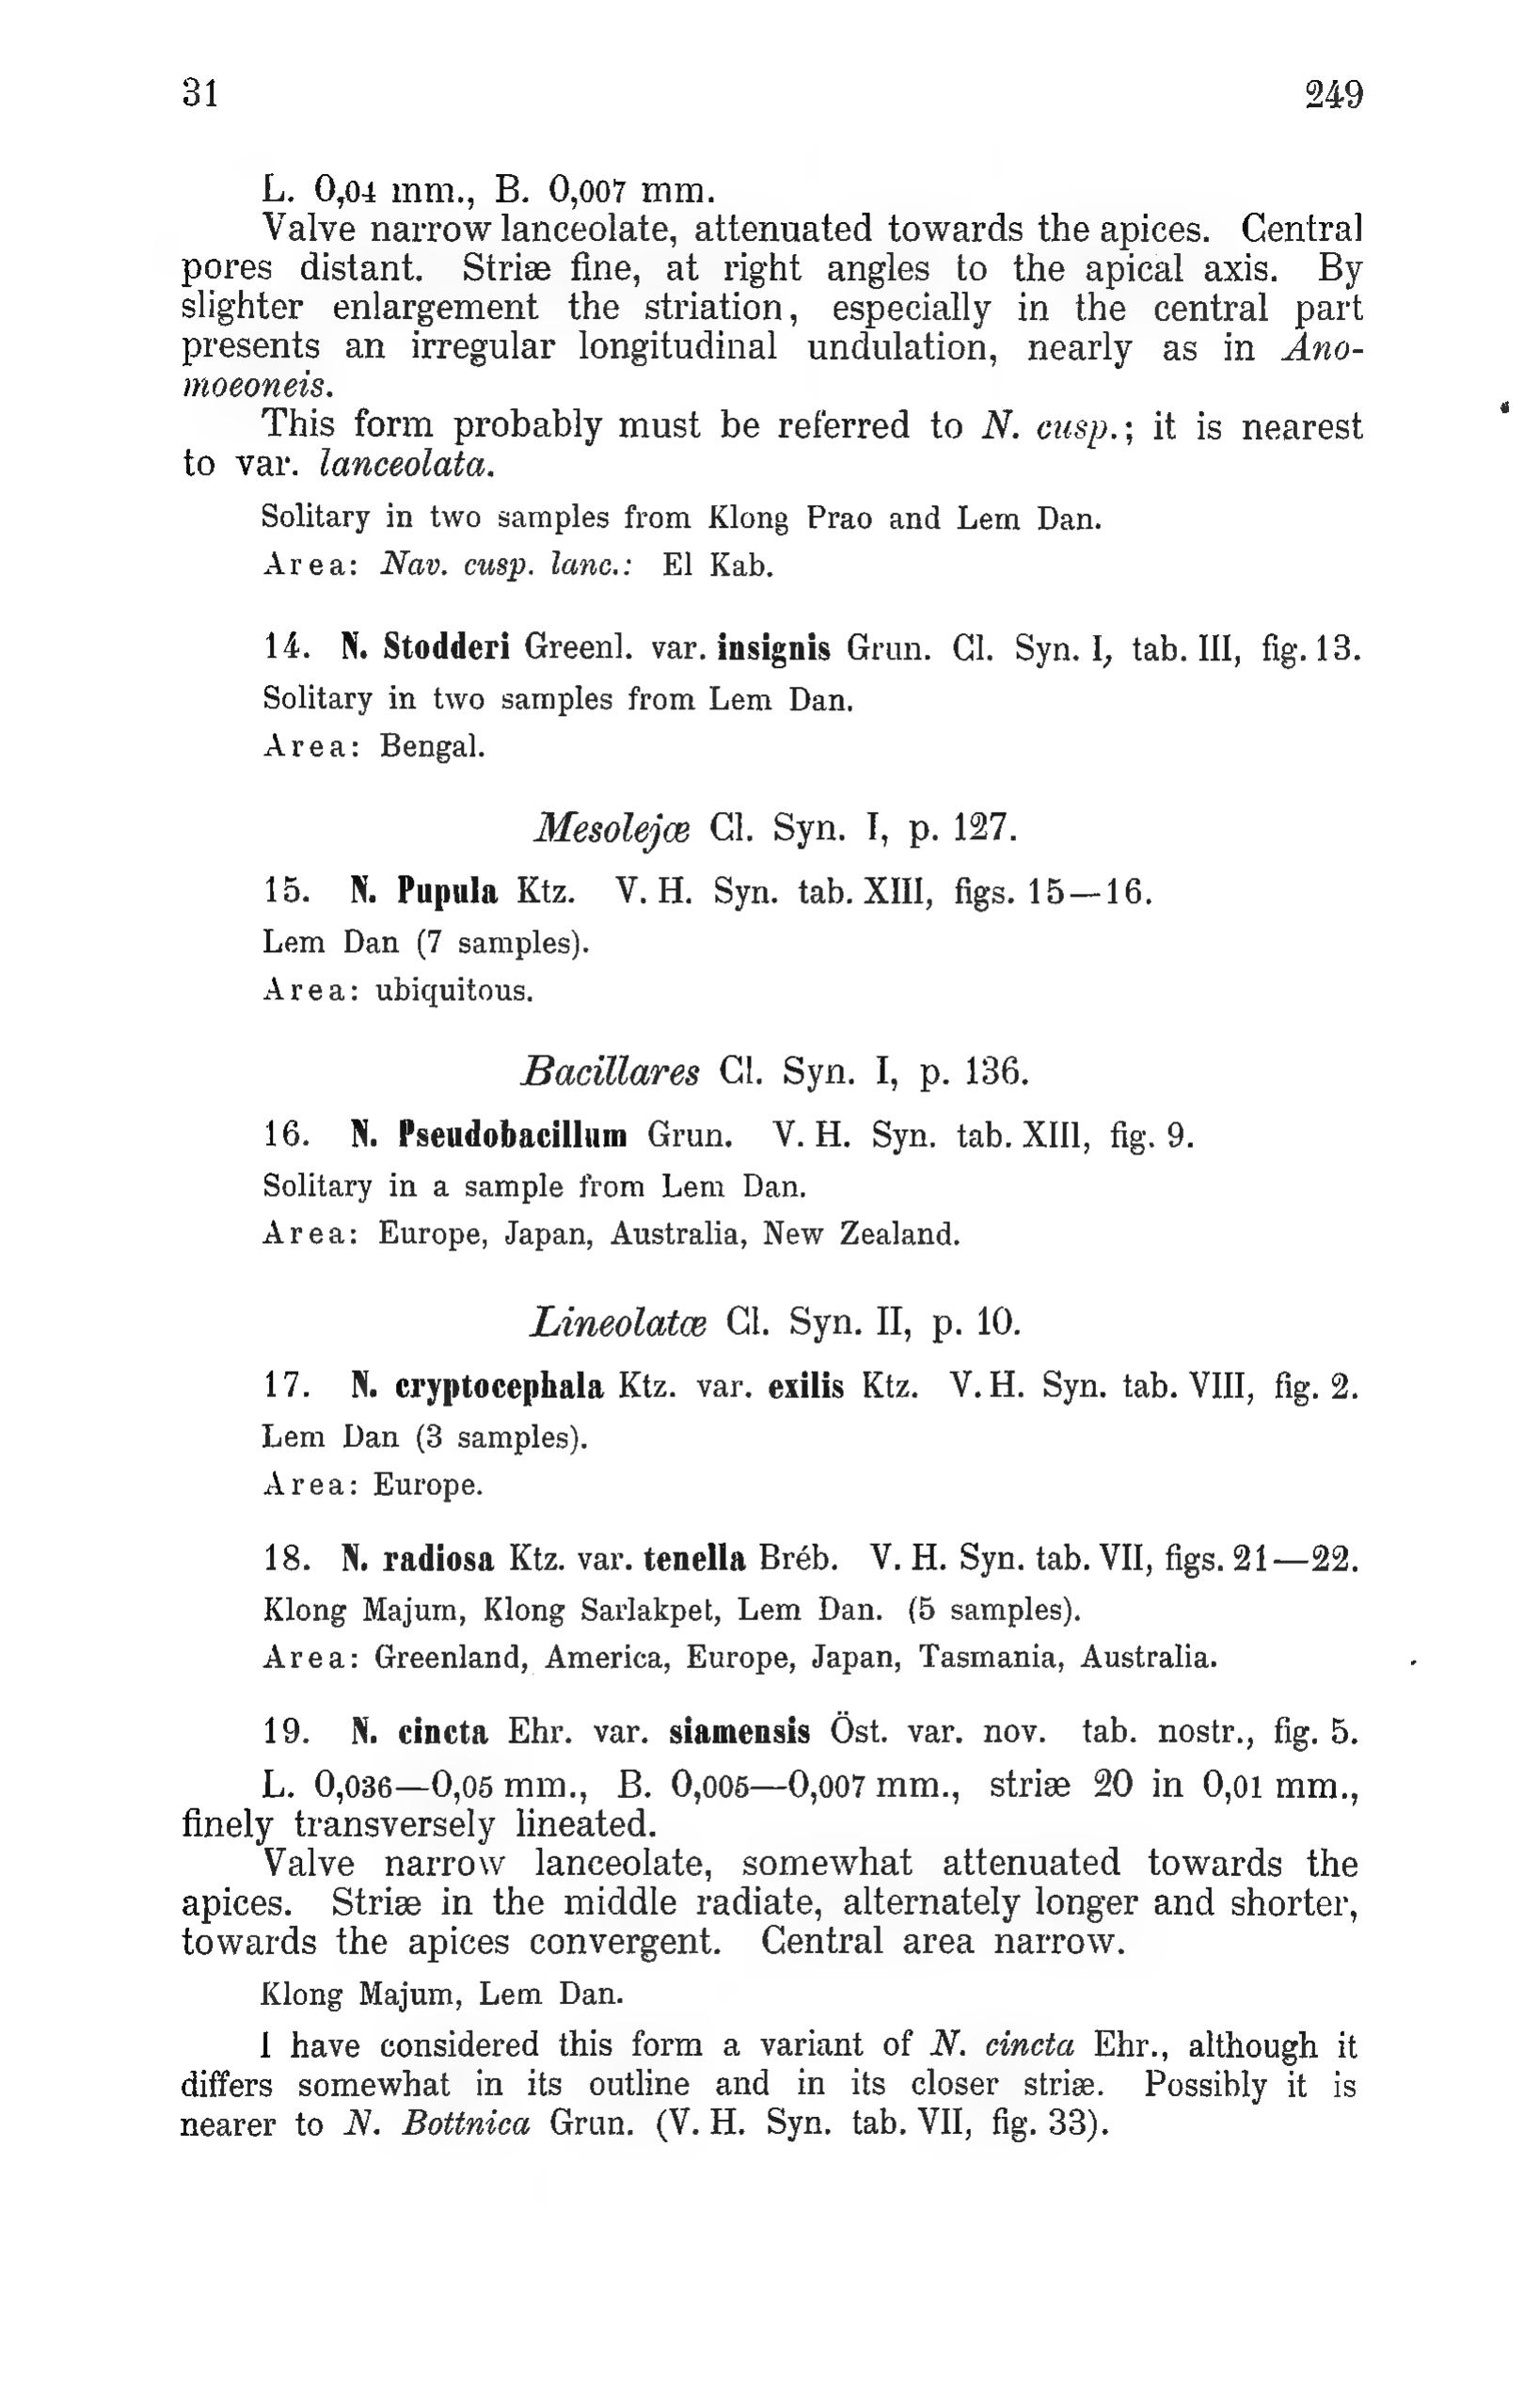 31 249
L. 0,04 mm., B. 0,007 mm.
Valve narrow lanceolate, attenuated towards the apices. Central
pores distant. Striæ fine, at right angles to the apical axis. By
slighter enlargement the striation, especially in the central part
presents an irregular longitudinal undulation, nearly as in Ano-
moeoneis.
This form probably must be referred to N. cusp.; it is nearest
to var. lanceolata.
Solitary in two samples from Klong Prao and Lem Dan.
Area: Nav. cusp. lanc.: El Kab.
14. N. Stodderi Greenl. var. insignis Grun. Cl. Syn. I, tab. III, fig. 13.
Solitary in two samples from Lem Dan.
Area: Bengal.
Mesolejæ Cl. Syn. I, p. 127.
15. N. Pupula Ktz. V. H. Syn. tab. XIII, figs. 15—16.
Lem Dan (7 samples).
Area: ubiquitous.
Bacillares Cl. Syn. I, p. 136.
16. N. Pseudobacillum Grun. V. H. Syn. tab. XIII, fig. 9.
Solitary in a sample from Lem Dan.
Area: Europe, Japan, Australia, New Zealand.
Lineolatæ Cl. Syn. II, p. 10.
17. N. cryptocephala Ktz. var. exilis Ktz. V. H. Syn. tab. VIII, fig. 2.
Lem Dan (3 samples).
Area: Europe.
18. N. radiosa Ktz. var. tenella Bréb. V. H. Syn. tab. VII, figs. 21—22.
Klong Majum, Klong Sarlakpet, Lem Dan. (5 samples).
Area: Greenland, America, Europe, Japan, Tasmania, Australia.
19. N. cincta Ehr. var. siamensis Öst. var. nov. tab. nostr., fig. 5.
L. 0,036—0,05 mm., B. 0,005—0,007 mm., striæ 20 in 0,01 mm.,
finely transversely lineated.
Valve narrow lanceolate, somewhat attenuated towards the
apices. Striæ in the middle radiate, alternately longer and shorter,
towards the apices convergent. Central area narrow.
Klong Majum, Lem Dan.
I have considered this form a variant of N. cincta Ehr., although it
differs somewhat in its outline and in its closer striæ. Possibly it is
nearer to N. Bottnica Grun. (V. H. Syn. tab. VII, fig. 33).